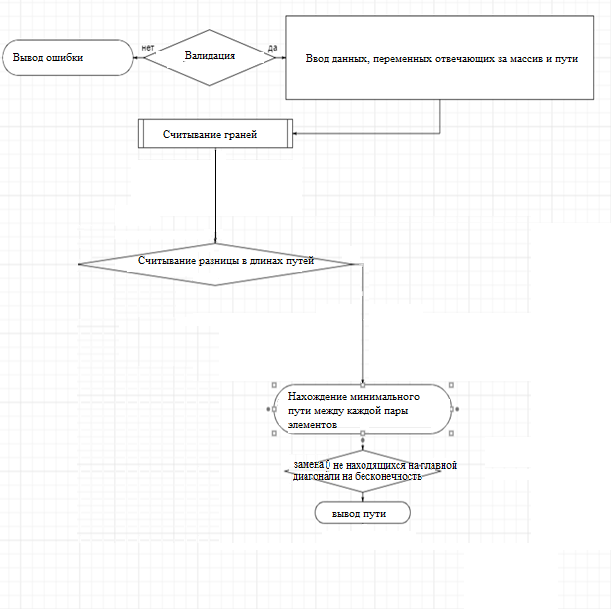 нет
да
Вывод ошибки
Валидация
Ввод данных, переменных отвечающих за массив и пути
Считывание граней
Считывание разницы в длинах путей
Нахождение минимального
пути между каждой пары
элементов
замена 0 не находящихся на главной
диагонали на бесконечность
вывод пути